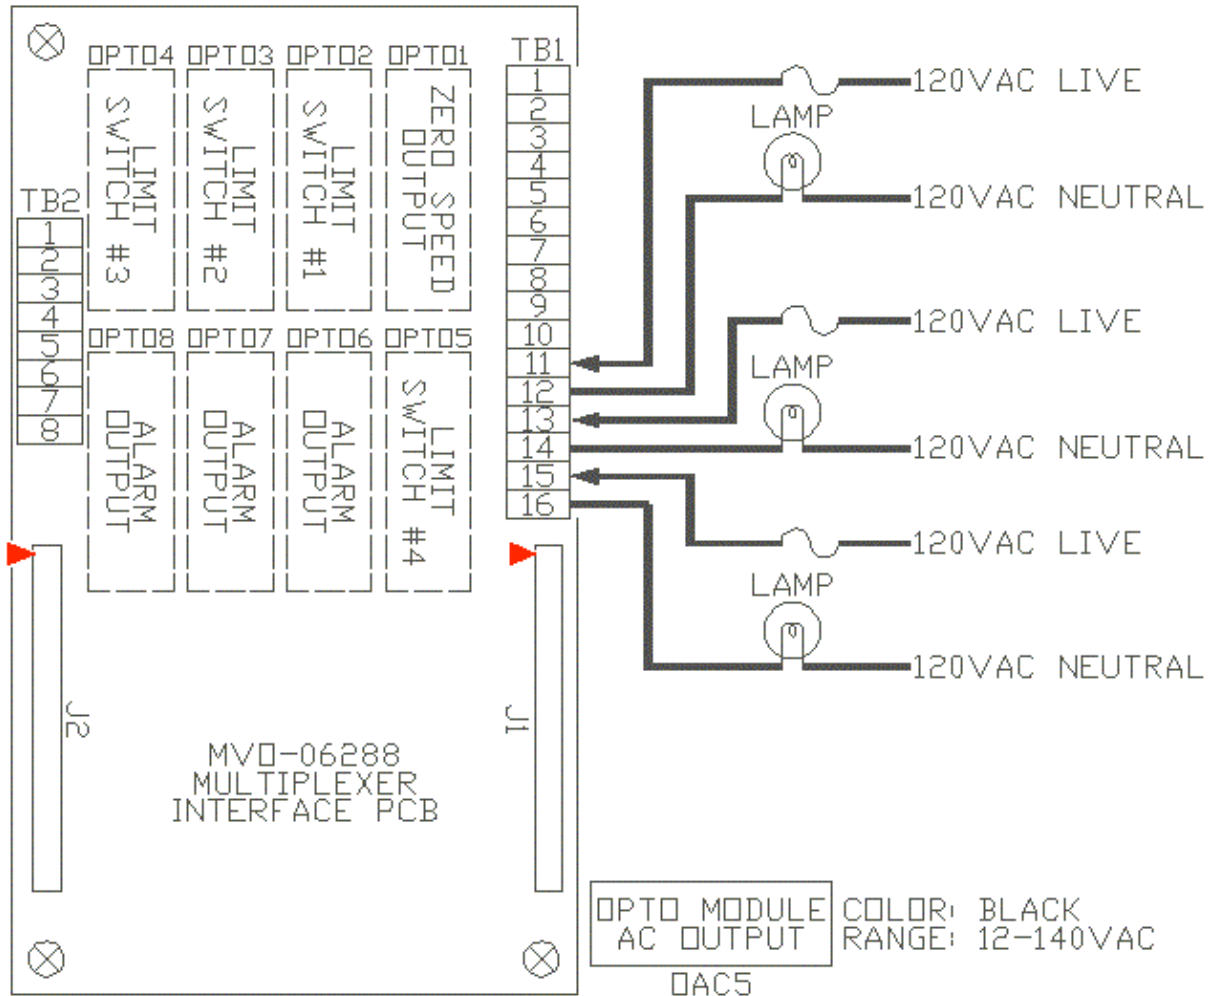 OPTO4 OPTO3 OPTO2 OPTO1
LIMIT
SWITCH #3
LIMIT
SWITCH #2
LIMIT
SWITCH #1
ZERO SPEED
OUTPUT
TB2
1
2
3
4
5
6
7
8
OPTO8 OPTO7 OPTO6 OPTO5
ALARM
OUTPUT
ALARM
OUTPUT
ALARM
OUTPUT
LIMIT
SWITCH #4
TB1
1
2
3
4
5
6
7
8
9
10
11
12
13
14
15
16
120VAC LIVE
LAMP
120VAC NEUTRAL
120VAC LIVE
LAMP
120VAC NEUTRAL
120VAC LIVE
LAMP
120VAC NEUTRAL
J2
J1
MVO-06288
MULTIPLEXER
INTERFACE PCB
OPTO MODULE
AC OUTPUT
COLOR: BLACK
RANGE: 12-140VAC
OAC5